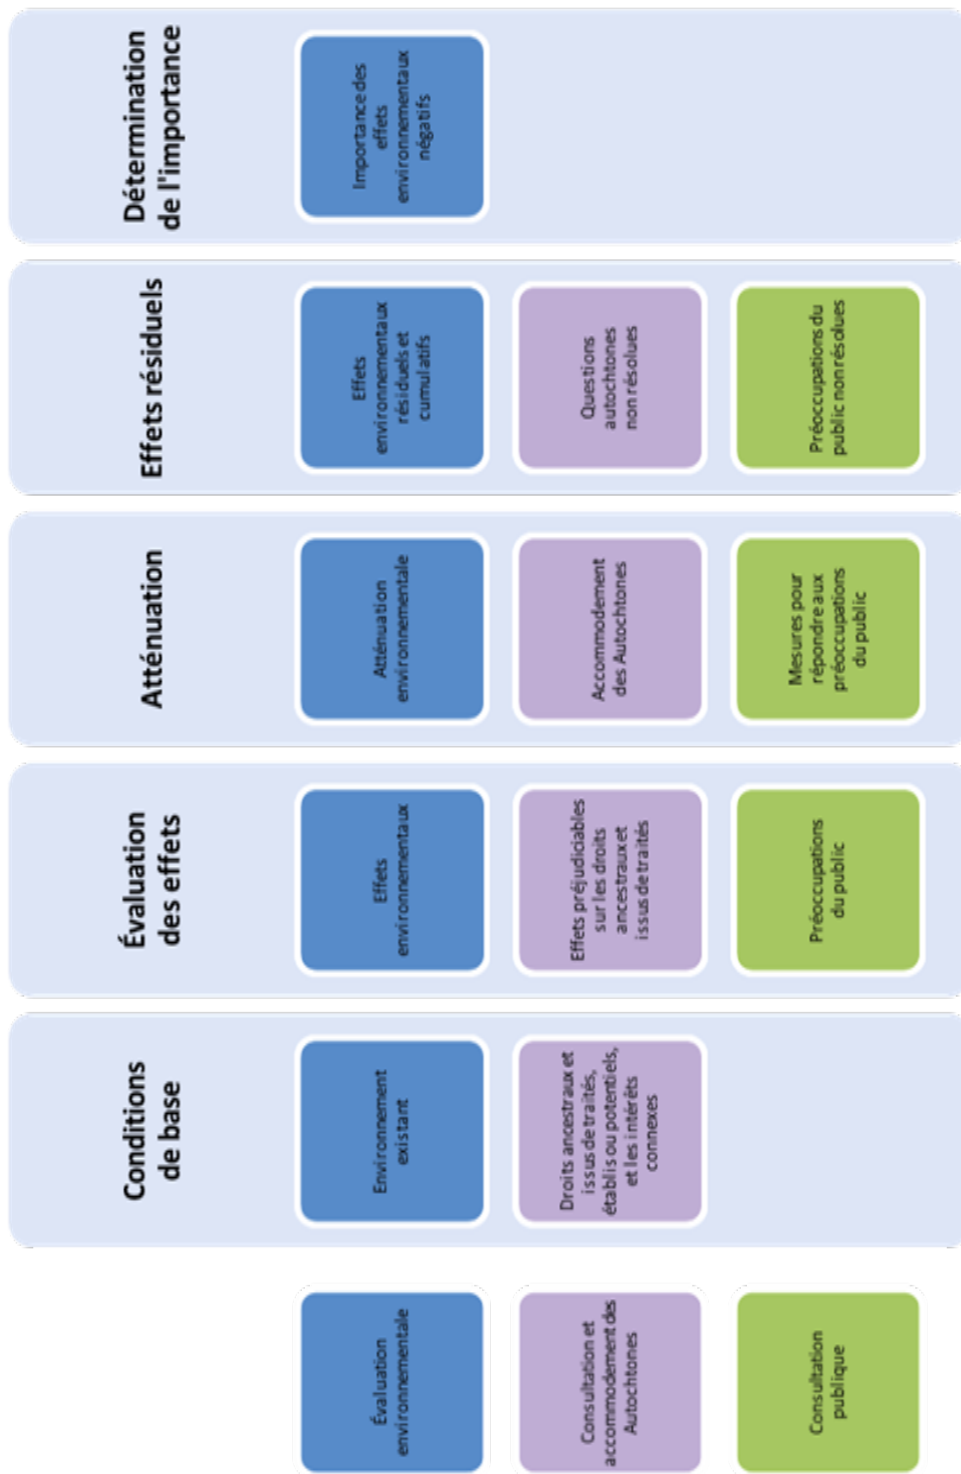 Conditions
de base
Évaluation
des effets
Atténuation
Effets résiduels
Détermination
de l'importance
Évaluation
environnementale
Environnement
existant
Effets
environnementaux
Atténuation
environnementale
Effets
environnementaux
résiduels et
cumulatifs
Importance des
effets
environnementaux
négatifs
Consultation et
accommodement des
Autochtones
Droits ancestraux et
issus de traités,
établis ou potentiels,
et les intérêts
connexes
Effets préjudiciables
sur les droits
ancestraux et
issus de traités
Accommodement
des Autochtones
Questions
autochtones
non résolues
Consultation
publique
Préoccupations
du public
Mesures pour
répondre aux
préoccupations
du public
Préoccupations du
public non résolues